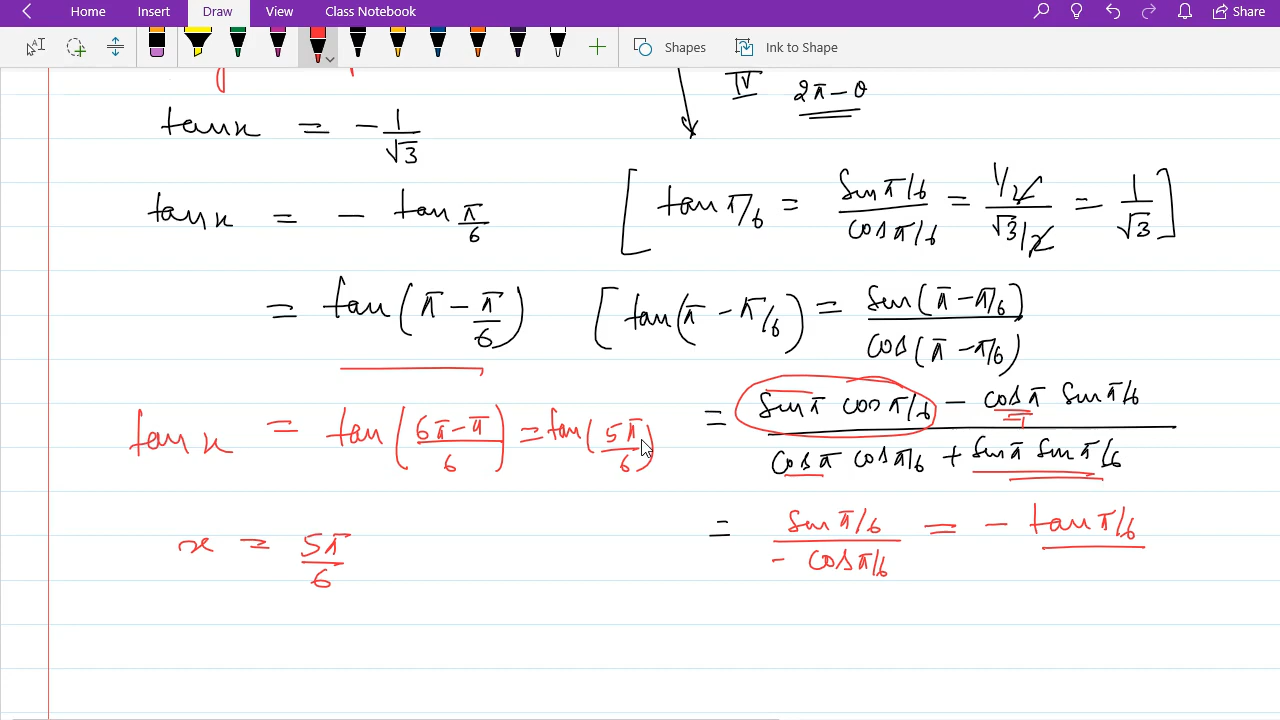 Home Insert Draw View Class Notebook Share
Shapes Ink to Shape
IV 2π - θ
tan x = - 1/√3
tan x = - tan π/6 [tan π/6 = sin π/6 / cos π/6 = 1/2 / √3/2 = 1/√3]
= tan(π - π/6) [tan(π - π/6) = sin(π - π/6) / cos(π - π/6)
= sin π cos π/6 - cos π sin π/6 / cos π cos π/6 + sin π sin π/6
-1
tan x = tan(6π - π / 6) = tan(5π/6)
= sin π/6 / - cos π/6 = - tan π/6
x = 5π/6